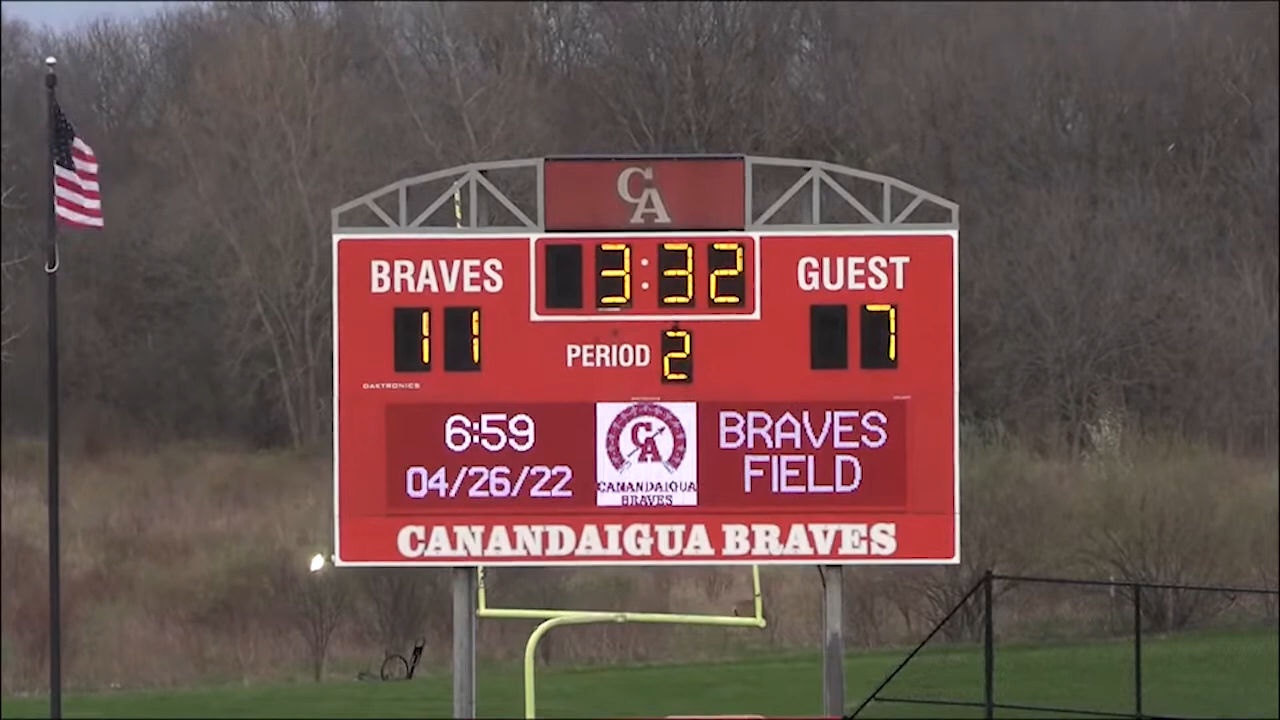 CA
BRAVES
3:32
GUEST
11
PERIOD 2
7
DAKTRONICS
6:59
04/26/22
CA
CANANDAIGUA
BRAVES
BRAVES
FIELD
CANANDAIGUA BRAVES